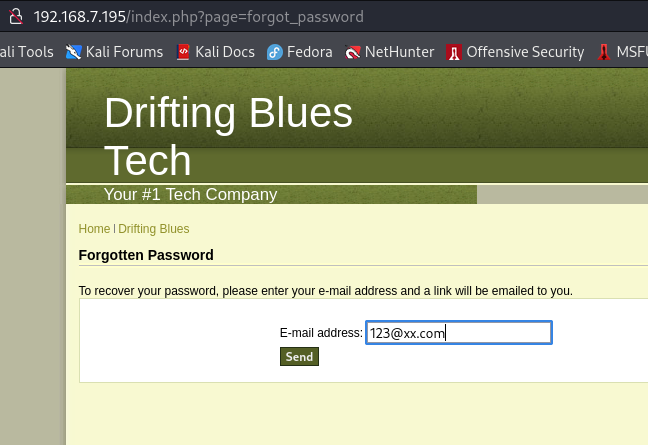 192.168.7.195/index.php?page=forgot_password
ali Tools Kali Forums Kali Docs Fedora NetHunter Offensive Security MSFU
Drifting Blues
Tech
Your #1 Tech Company
Home | Drifting Blues
Forgotten Password
To recover your password, please enter your e-mail address and a link will be emailed to you.
E-mail address: 123@xx.com
Send